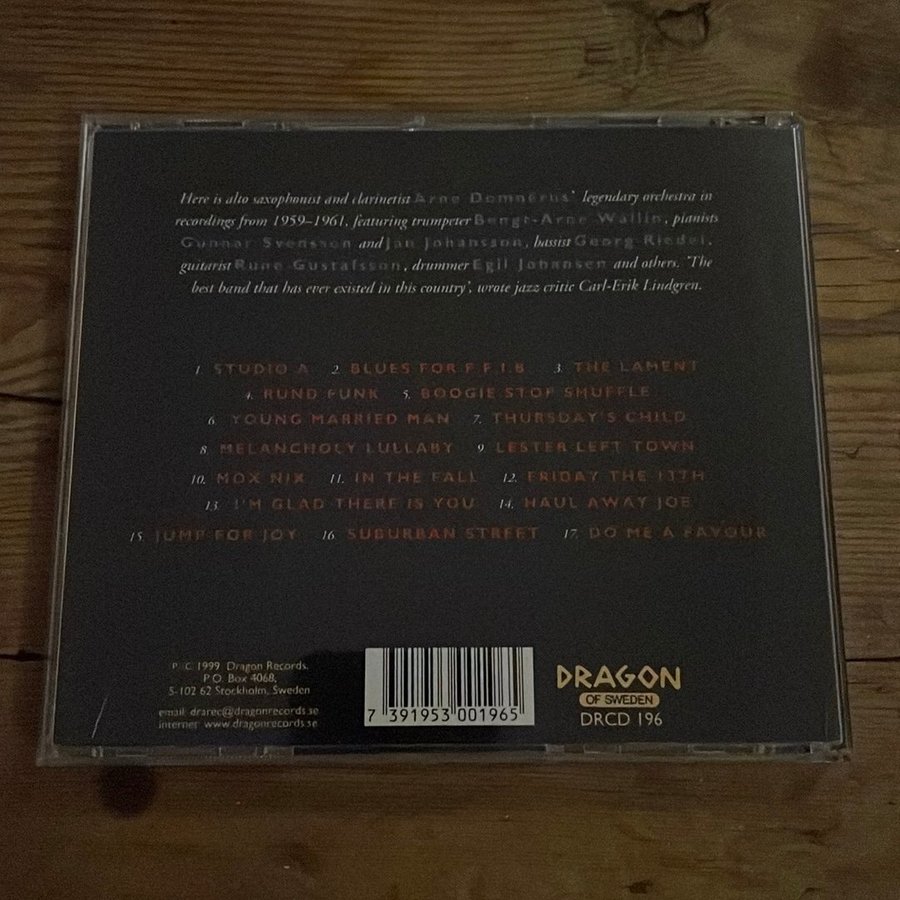 Here is alto saxophonist and clarinetist Arne Domnérus' legendary orchestra in
recordings from 1959–1961, featuring trumpeter Bengt-Arne Wallin, pianists
Gunnar Svensson and Jan Johansson, bassist Georg Riedel,
guitarist Rune Gustafsson, drummer Egil Johansen and others. 'The
best band that has ever existed in this country', wrote jazz critic Carl-Erik Lindgren.
1. STUDIO A 2. BLUES FOR F F I B 3. THE LAMENT
4. RUND FUNK 5. BOOGIE STOP SHUFFLE
6. YOUNG MARRIED MAN 7. THURSDAY'S CHILD
8. MELANCHOLY LULLABY 9. LESTER LEFT TOWN
10. MOX NIX 11. IN THE FALL 12. FRIDAY THE 13TH
13. I'M GLAD THERE IS YOU 14. HAUL AWAY JOE
15. JUMP FOR JOY 16. SUBURBAN STREET 17. DO ME A FAVOUR
P C 1999 Dragon Records.
P.O. Box 4068,
S-102 62 Stockholm, Sweden
email drarec@dragonrecords.se
internet www.dragonrecords.se
7 391953 001965
DRAGON
OF SWEDEN
DRCD 196